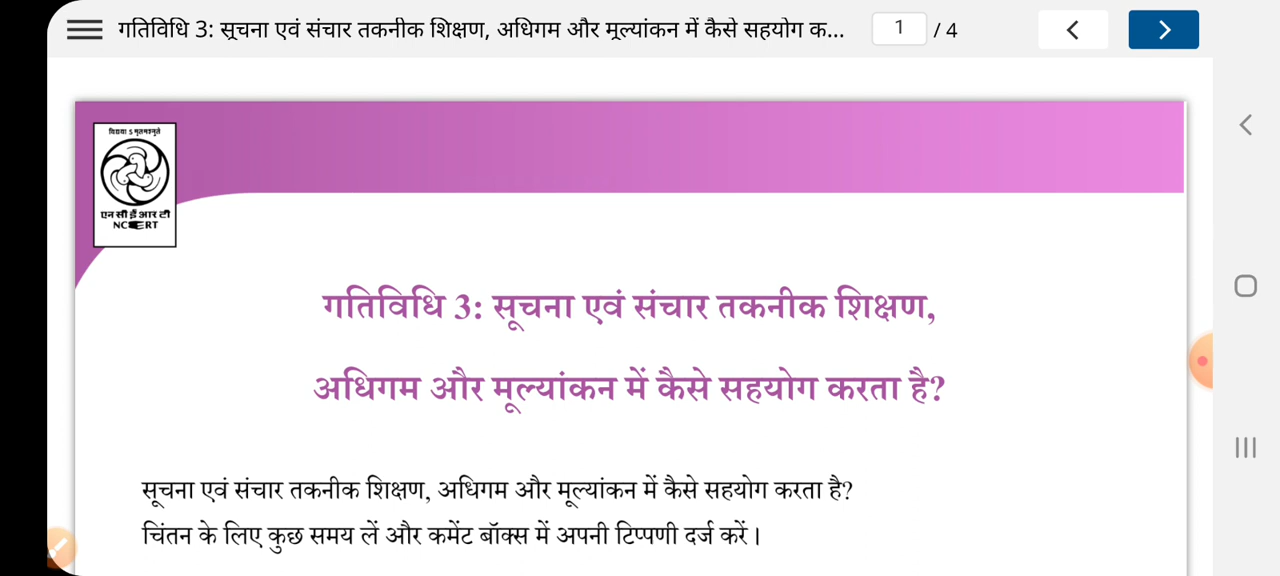 गतिविधि 3: सूचना एवं संचार तकनीक शिक्षण, अधिगम और मूल्यांकन में कैसे सहयोग क...
1 / 4
एन सी ई आर टी
NCERT
गतिविधि 3: सूचना एवं संचार तकनीक शिक्षण,
अधिगम और मूल्यांकन में कैसे सहयोग करता है?
सूचना एवं संचार तकनीक शिक्षण, अधिगम और मूल्यांकन में कैसे सहयोग करता है?
चिंतन के लिए कुछ समय लें और कमेंट बॉक्स में अपनी टिप्पणी दर्ज करें।